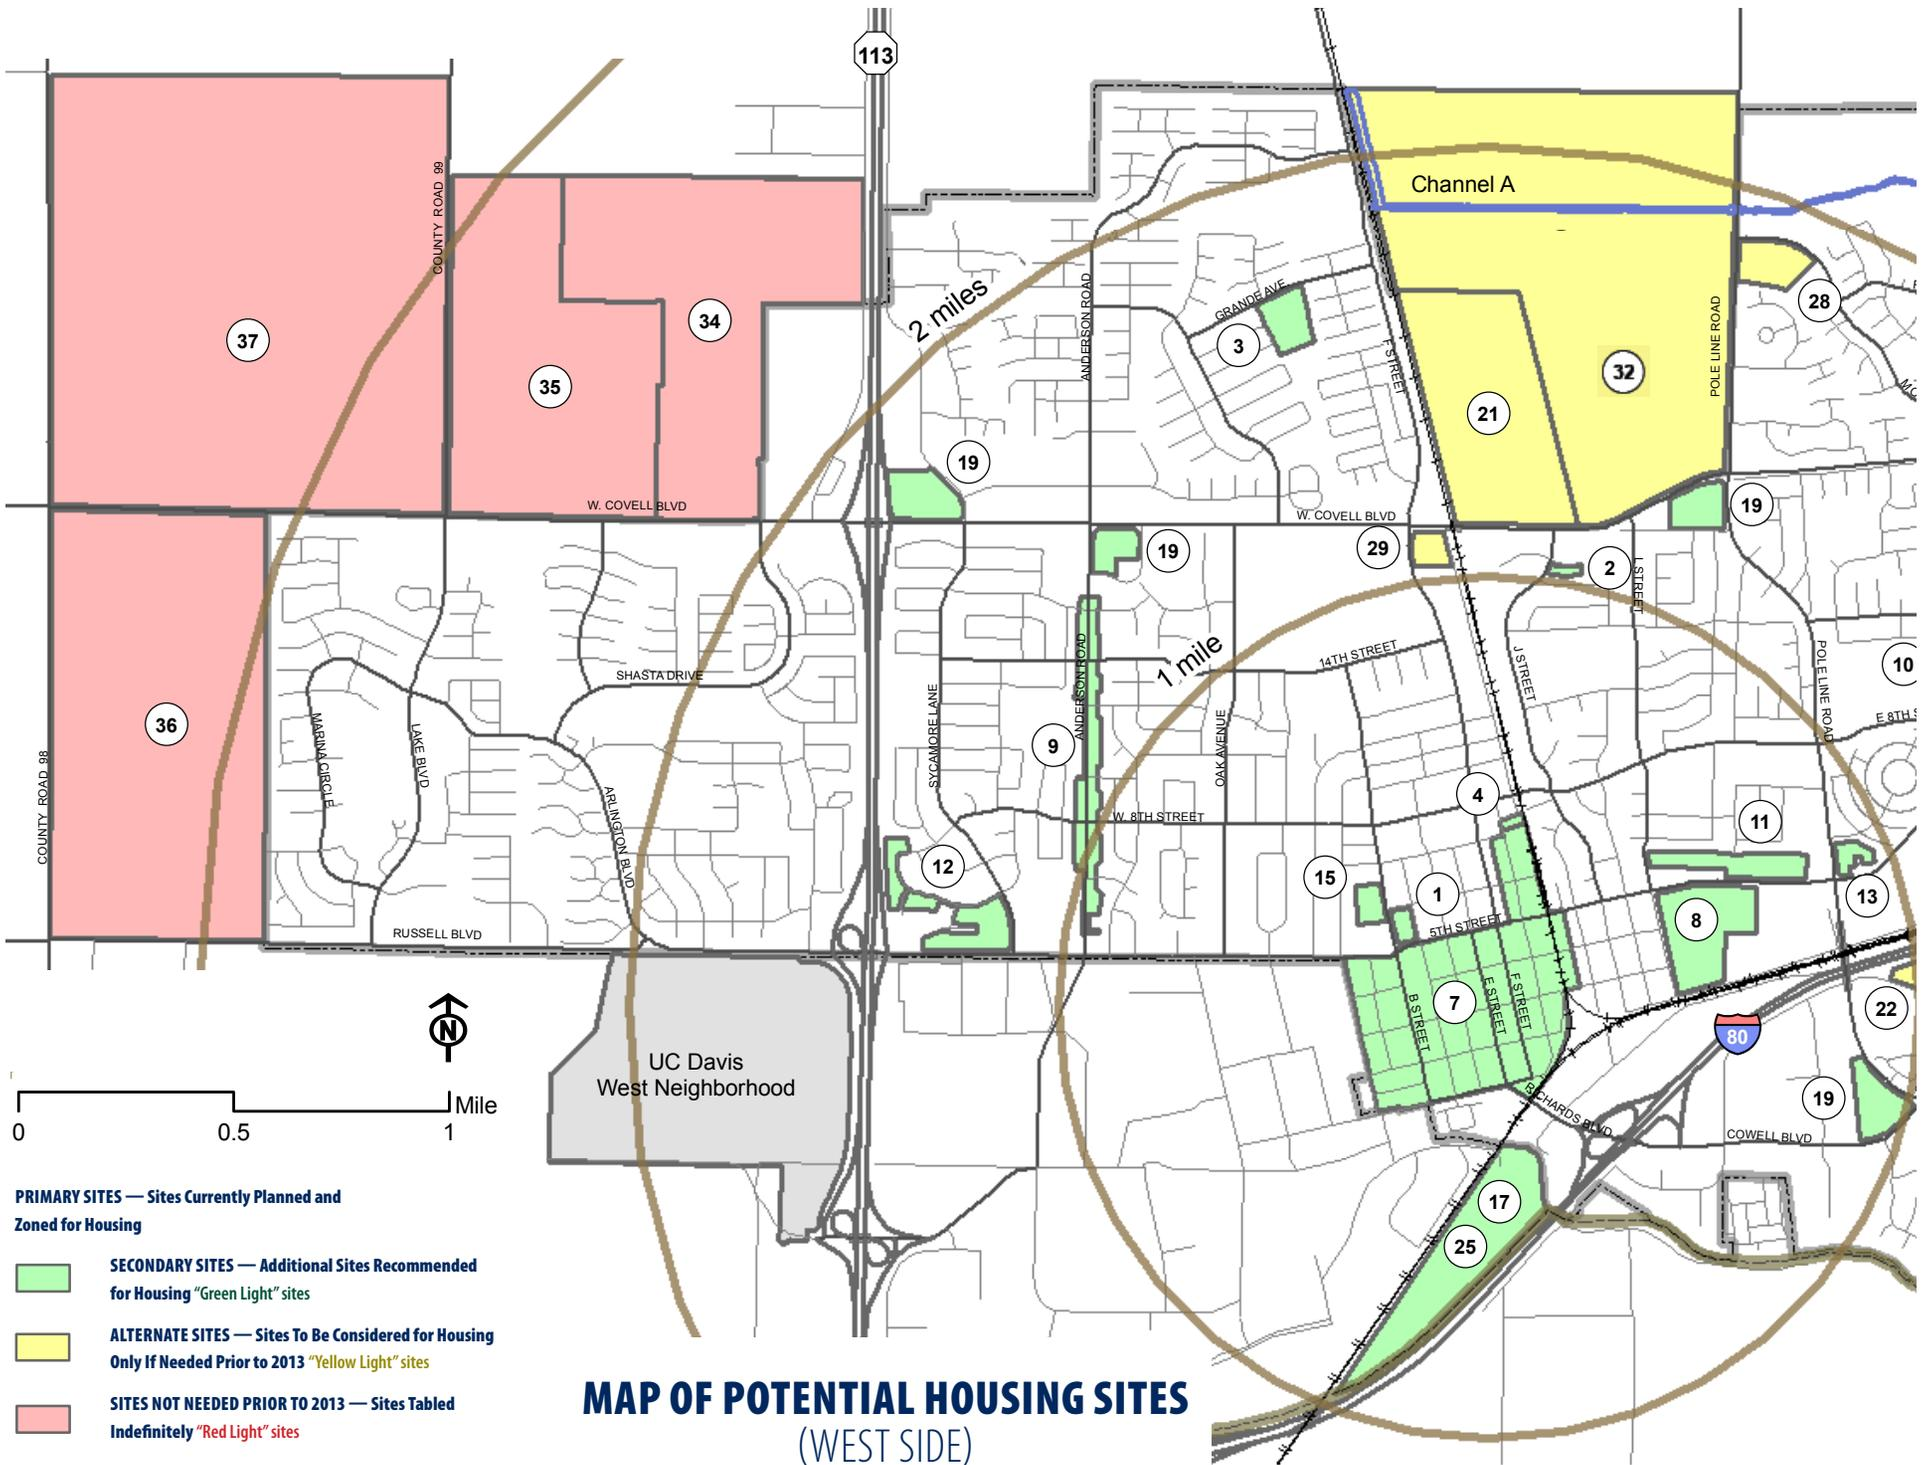 113
COUNTY ROAD 99
Channel A
2 miles
ANDERSON ROAD
GRANDE AVE
F STREET
POLE LINE ROAD
28
37
34
3
35
32
21
19
W. COVELL BLVD
W. COVELL BLVD
19
19
29
2
L STREET
1 mile
14TH STREET
J STREET
POLE LINE ROAD
10
SHASTA DRIVE
ANDERSON ROAD
36
MARINA CIRCLE
LAKE BLVD
SYCAMORE LANE
9
OAK AVENUE
E 8TH S
COUNTY ROAD 98
ARLINGTON BLVD
W. 8TH STREET
4
11
12
15
1
13
RUSSELL BLVD
5TH STREET
8
7
B STREET
E STREET
F STREET
22
80
N
UC Davis
West Neighborhood
Mile
0
0.5
1
RICHARDS BLVD
19
COWELL BLVD
17
25
PRIMARY SITES — Sites Currently Planned and
Zoned for Housing
SECONDARY SITES — Additional Sites Recommended
for Housing "Green Light" sites
ALTERNATE SITES — Sites To Be Considered for Housing
Only If Needed Prior to 2013 "Yellow Light" sites
SITES NOT NEEDED PRIOR TO 2013 — Sites Tabled
Indefinitely "Red Light" sites
MAP OF POTENTIAL HOUSING SITES
(WEST SIDE)